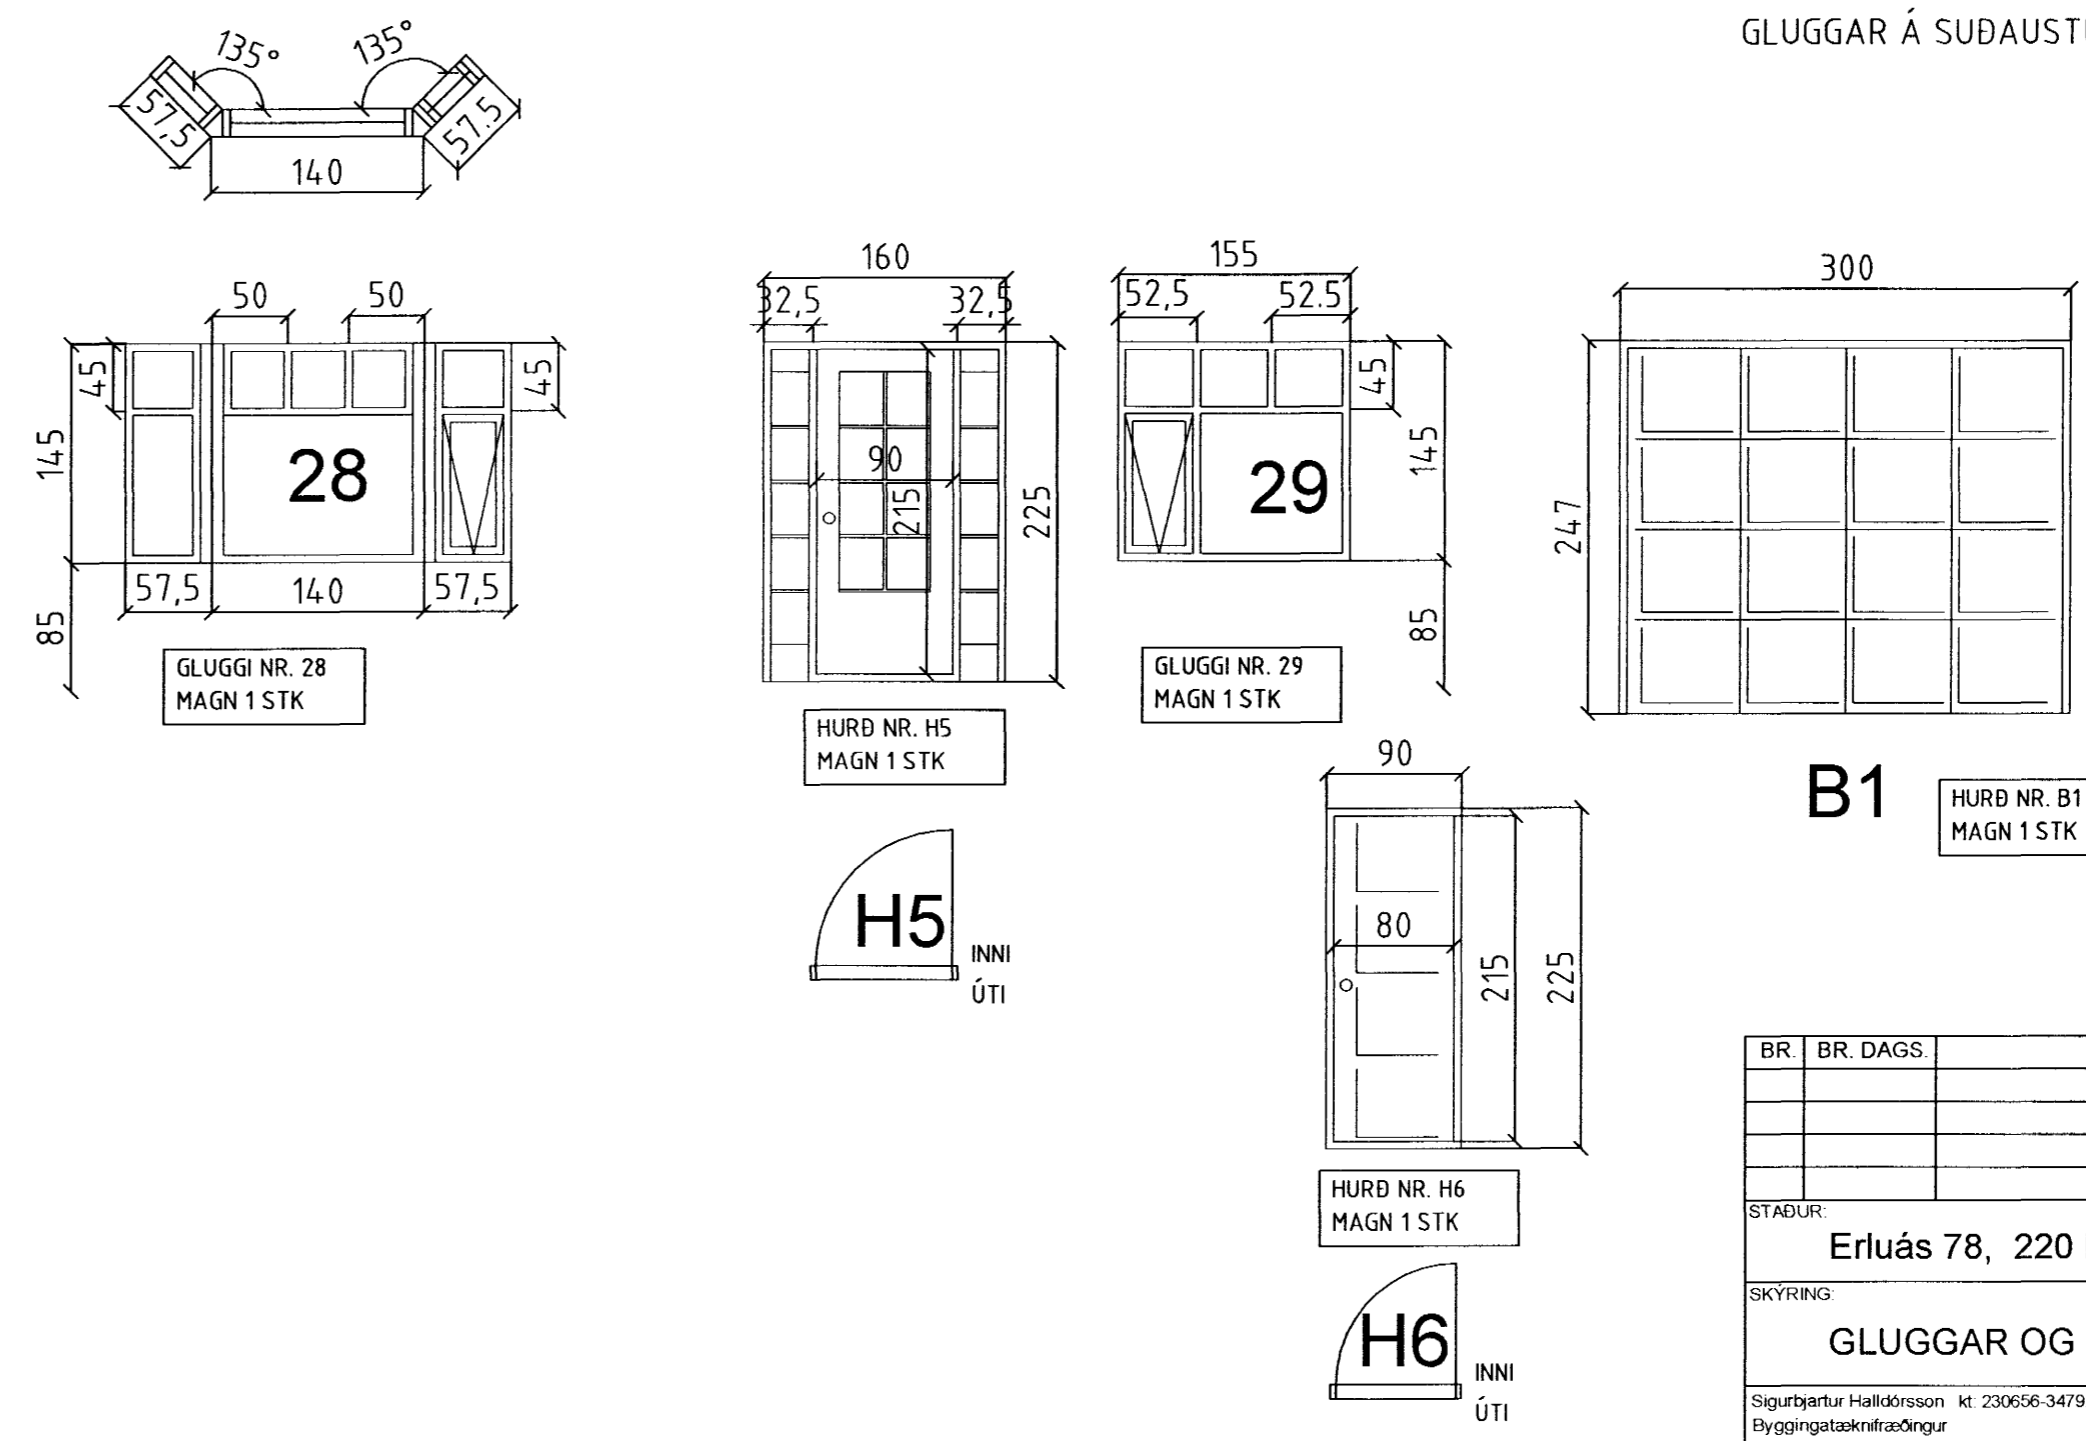 GLUGGAR Á SUÐAUST
135°
135°
57,5
57.5
140
50
50
45
45
145
28
57,5
140
57,5
85
GLUGGI NR. 28
MAGN 1 STK
160
32,5
32,5
90
215
225
HURÐ NR. H5
MAGN 1 STK
H5
INNI
ÚTI
155
52,5
52.5
45
145
29
85
GLUGGI NR. 29
MAGN 1 STK
300
247
B1
HURÐ NR. B1
MAGN 1 STK
90
80
215
225
HURÐ NR. H6
MAGN 1 STK
H6
INNI
ÚTI
BR. BR. DAGS.
STAÐUR:
Erluás 78, 220
SKÝRING:
GLUGGAR OG
Sigurbjartur Halldórsson kt: 230656-3479
Byggingatæknifræðingur